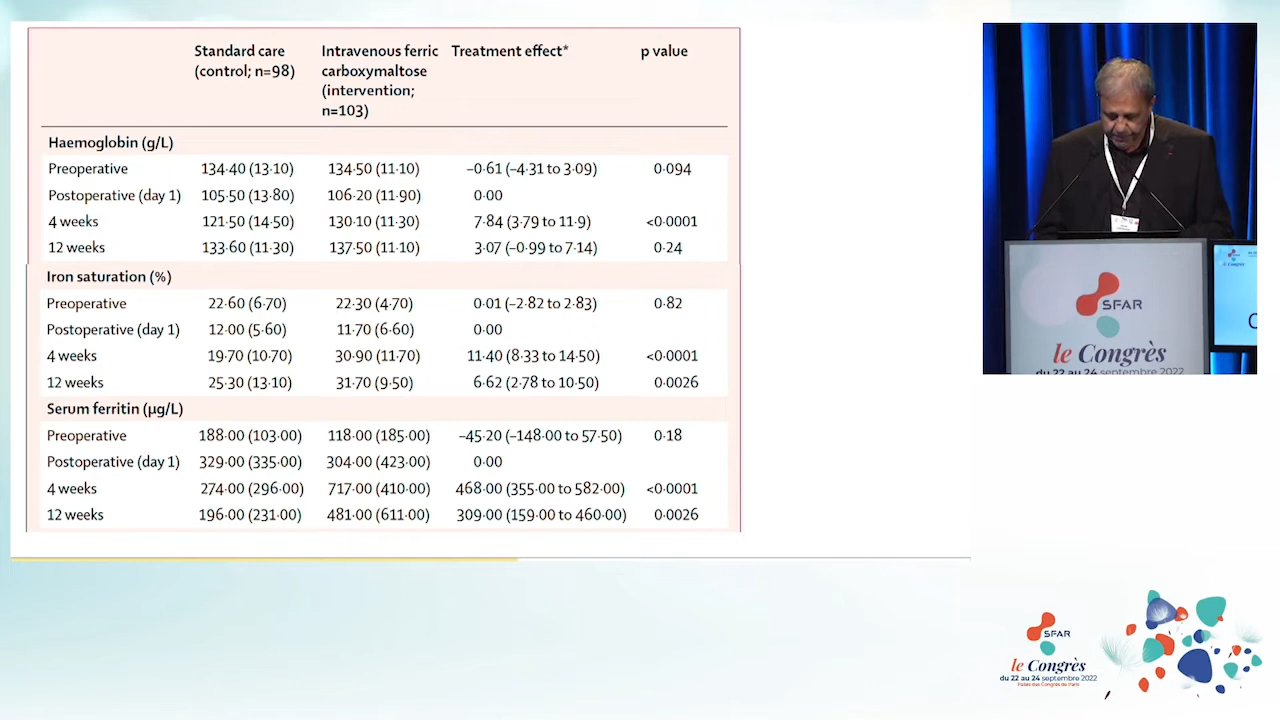 Standard care Intravenous ferric Treatment effect* p value
(control; n=98) carboxymaltose
(intervention;
n=103)
Haemoglobin (g/L)
Preoperative 134·40 (13·10) 134·50 (11·10) –0·61 (–4·31 to 3·09) 0·094
Postoperative (day 1) 105·50 (13·80) 106·20 (11·90) 0·00
4 weeks 121·50 (14·50) 130·10 (11·30) 7·84 (3·79 to 11·9) <0·0001
12 weeks 133·60 (11·30) 137·50 (11·10) 3·07 (–0·99 to 7·14) 0·24
Iron saturation (%)
Preoperative 22·60 (6·70) 22·30 (4·70) 0·01 (–2·82 to 2·83) 0·82
Postoperative (day 1) 12·00 (5·60) 11·70 (6·60) 0·00
4 weeks 19·70 (10·70) 30·90 (11·70) 11·40 (8·33 to 14·50) <0·0001
12 weeks 25·30 (13·10) 31·70 (9·50) 6·62 (2·78 to 10·50) 0·0026
Serum ferritin (µg/L)
Preoperative 188·00 (103·00) 118·00 (185·00) –45·20 (–148·00 to 57·50) 0·18
Postoperative (day 1) 329·00 (335·00) 304·00 (423·00) 0·00
4 weeks 274·00 (296·00) 717·00 (410·00) 468·00 (355·00 to 582·00) <0·0001
12 weeks 196·00 (231·00) 481·00 (611·00) 309·00 (159·00 to 460·00) 0·0026
SFAR
le Congrès
du 22 au 24 septembre 2022
SFAR
le Congrès
du 22 au 24 septembre 2022
Palais des Congrès de Paris